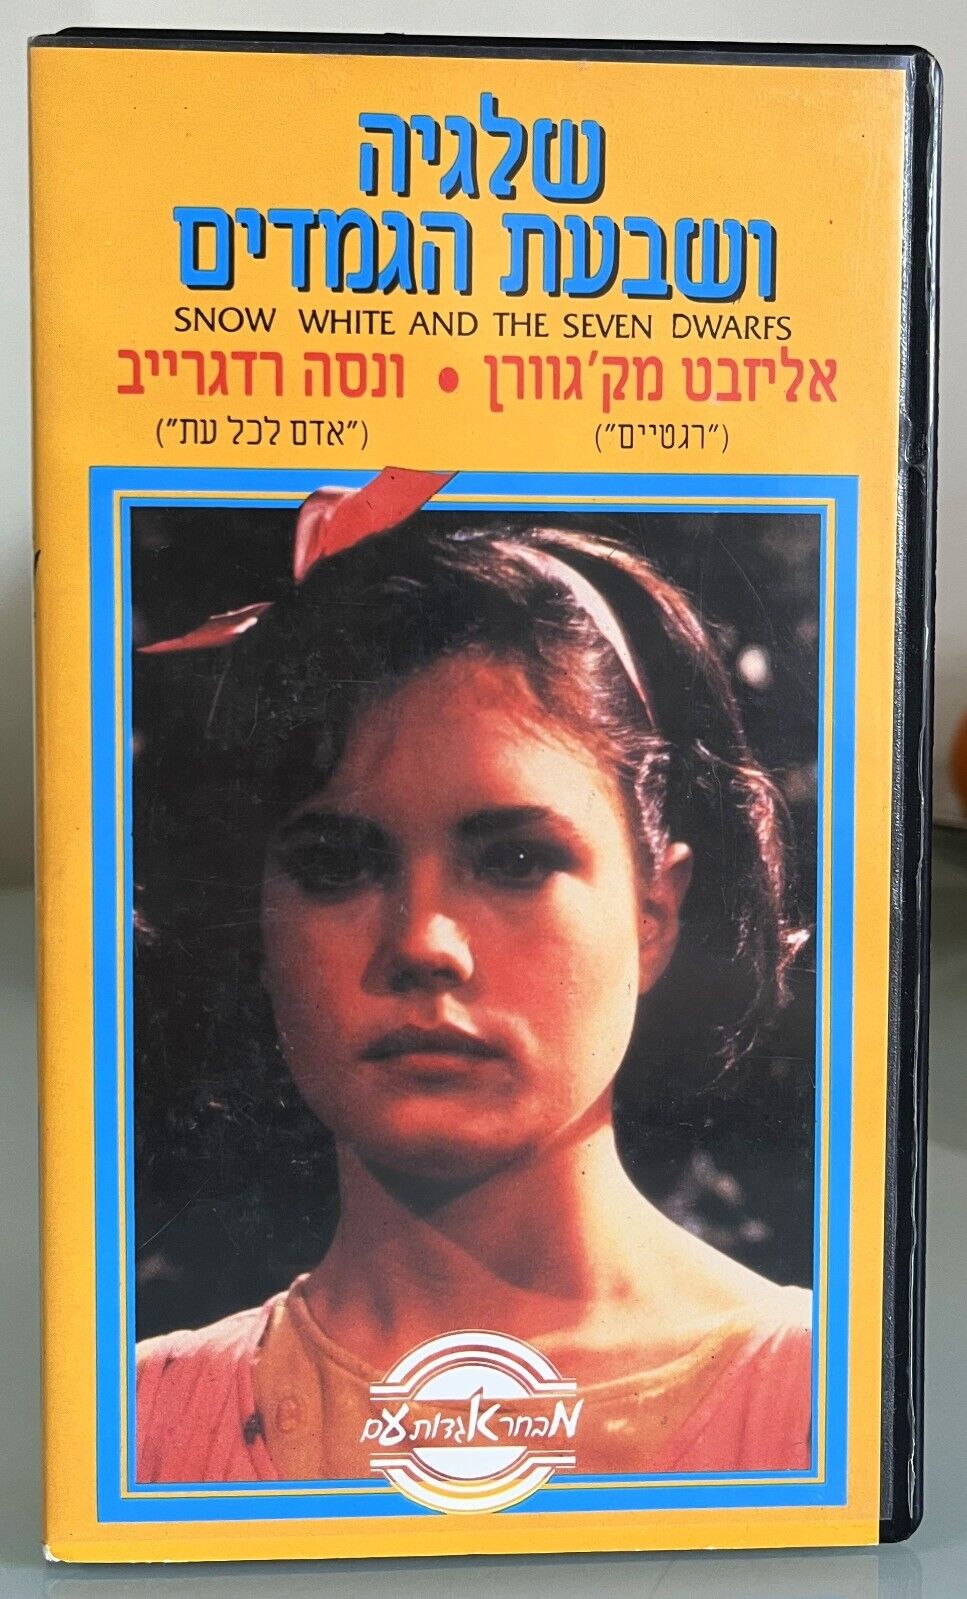 שלגיה
ושבעת הגמדים
SNOW WHITE AND THE SEVEN DWARFS
אליזבט מק'גוורן • ונסה רדגרייב
("רגטיים") ("אדם לכל עת")
מבחר אגדות עם